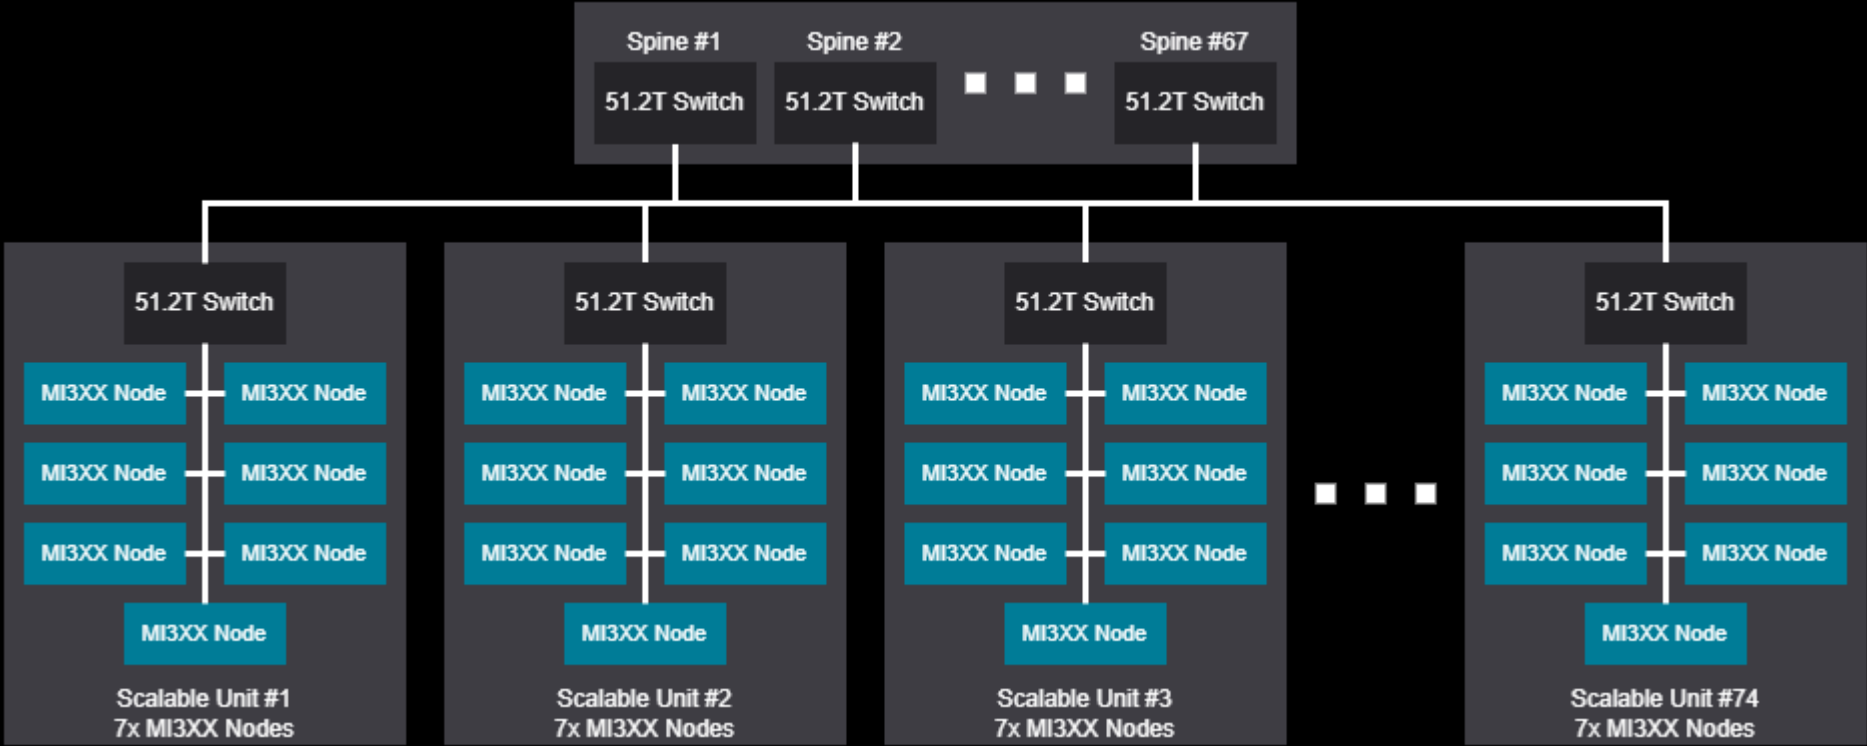 Spine #1
Spine #2
Spine #67
51.2T Switch
51.2T Switch
51.2T Switch
51.2T Switch
51.2T Switch
51.2T Switch
51.2T Switch
MI3XX Node
MI3XX Node
MI3XX Node
MI3XX Node
MI3XX Node
MI3XX Node
MI3XX Node
Scalable Unit #1
7x MI3XX Nodes
MI3XX Node
MI3XX Node
MI3XX Node
MI3XX Node
MI3XX Node
MI3XX Node
MI3XX Node
Scalable Unit #2
7x MI3XX Nodes
MI3XX Node
MI3XX Node
MI3XX Node
MI3XX Node
MI3XX Node
MI3XX Node
MI3XX Node
Scalable Unit #3
7x MI3XX Nodes
MI3XX Node
MI3XX Node
MI3XX Node
MI3XX Node
MI3XX Node
MI3XX Node
MI3XX Node
Scalable Unit #74
7x MI3XX Nodes